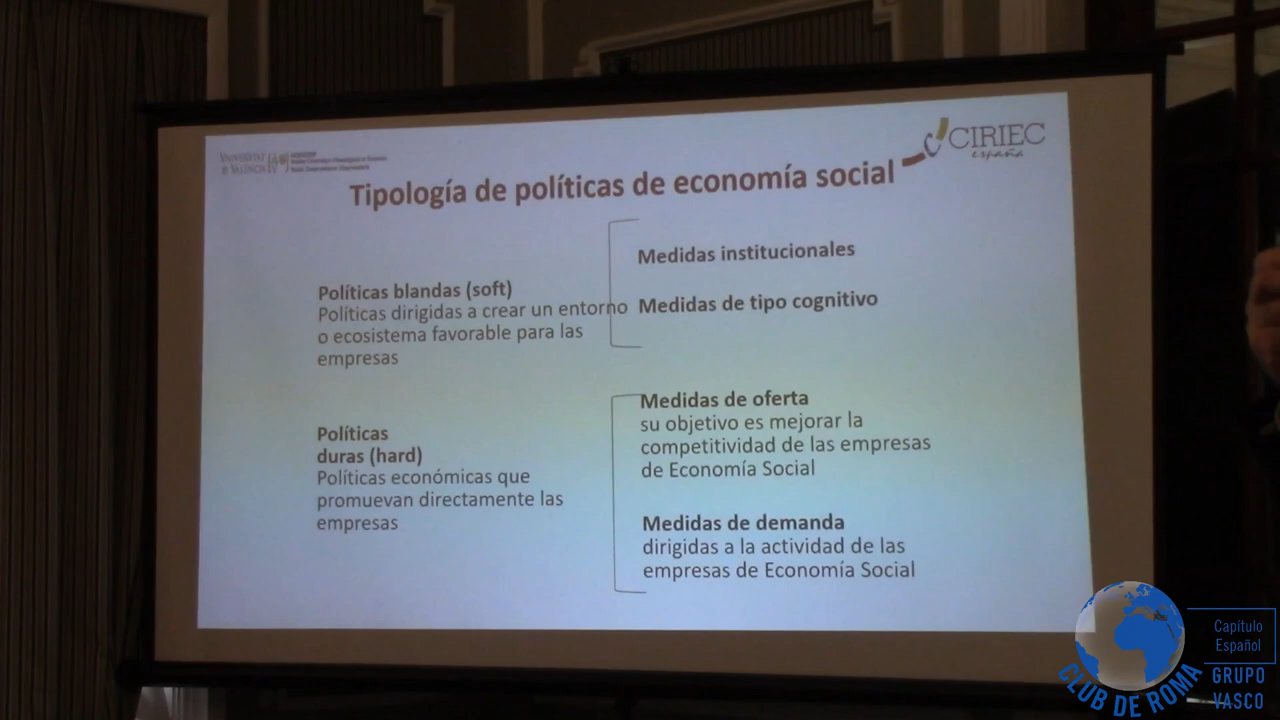 VNIVERSITAT
DE VALÈNCIA
CIRIEC
españa
Tipología de políticas de economía social
Políticas blandas (soft)
Políticas dirigidas a crear un entorno
o ecosistema favorable para las
empresas
Medidas institucionales
Medidas de tipo cognitivo
Políticas
duras (hard)
Políticas económicas que
promuevan directamente las
empresas
Medidas de oferta
su objetivo es mejorar la
competitividad de las empresas
de Economía Social
Medidas de demanda
dirigidas a la actividad de las
empresas de Economía Social
CLUB DE ROMA
Capítulo
Español
GRUPO
VASCO